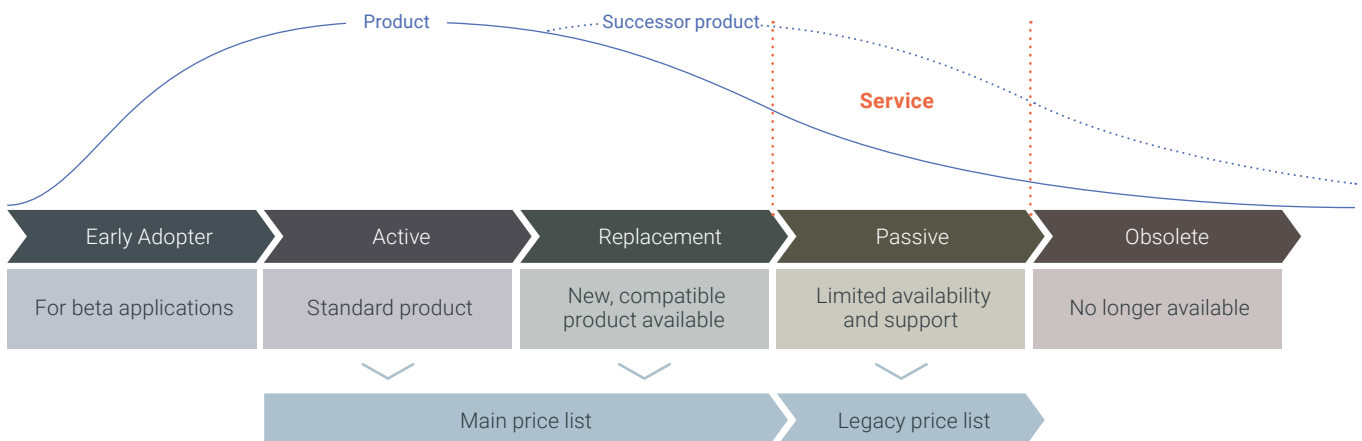 Product
Successor product
Service
Early Adopter
Active
Replacement
Passive
Obsolete
For beta applications
Standard product
New, compatible
product available
Limited availability
and support
No longer available
Main price list
Legacy price list